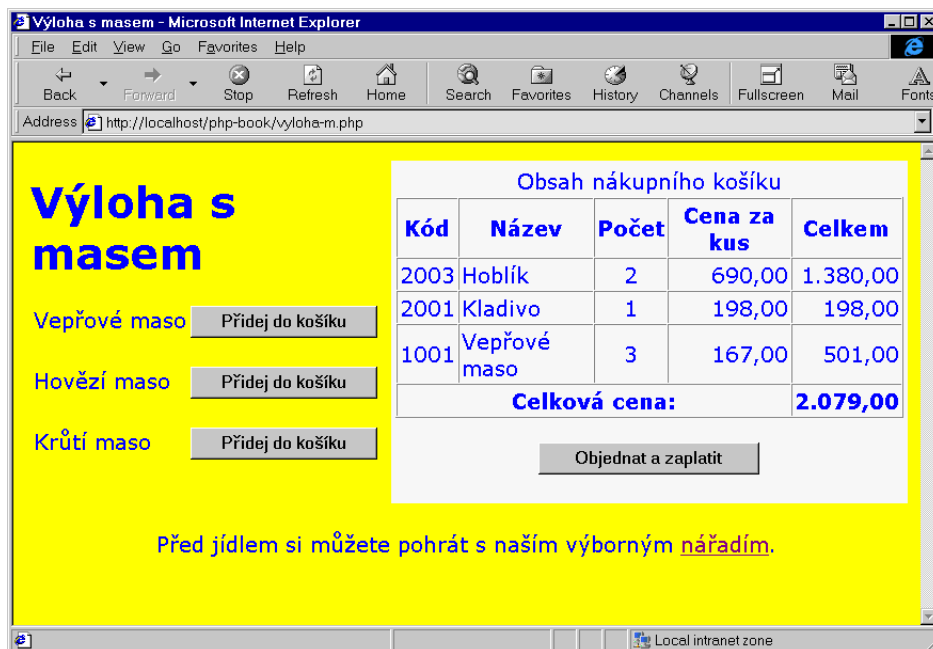 Výloha s masem - Microsoft Internet Explorer
File Edit View Go Favorites Help
Back Forward Stop Refresh Home Search Favorites History Channels Fullscreen Mail Fonts
Address http://localhost/php-book/vyloha-m.php
Výloha s
masem
Vepřové maso Přidej do košíku
Hovězí maso Přidej do košíku
Krůtí maso Přidej do košíku
Obsah nákupního košíku
Kód Název Počet Cena za kus Celkem
2003 Hoblík 2 690,00 1.380,00
2001 Kladivo 1 198,00 198,00
1001 Vepřové maso 3 167,00 501,00
Celková cena: 2.079,00
Objednat a zaplatit
Před jídlem si můžete pohrát s naším výborným nářadím.
Local intranet zone